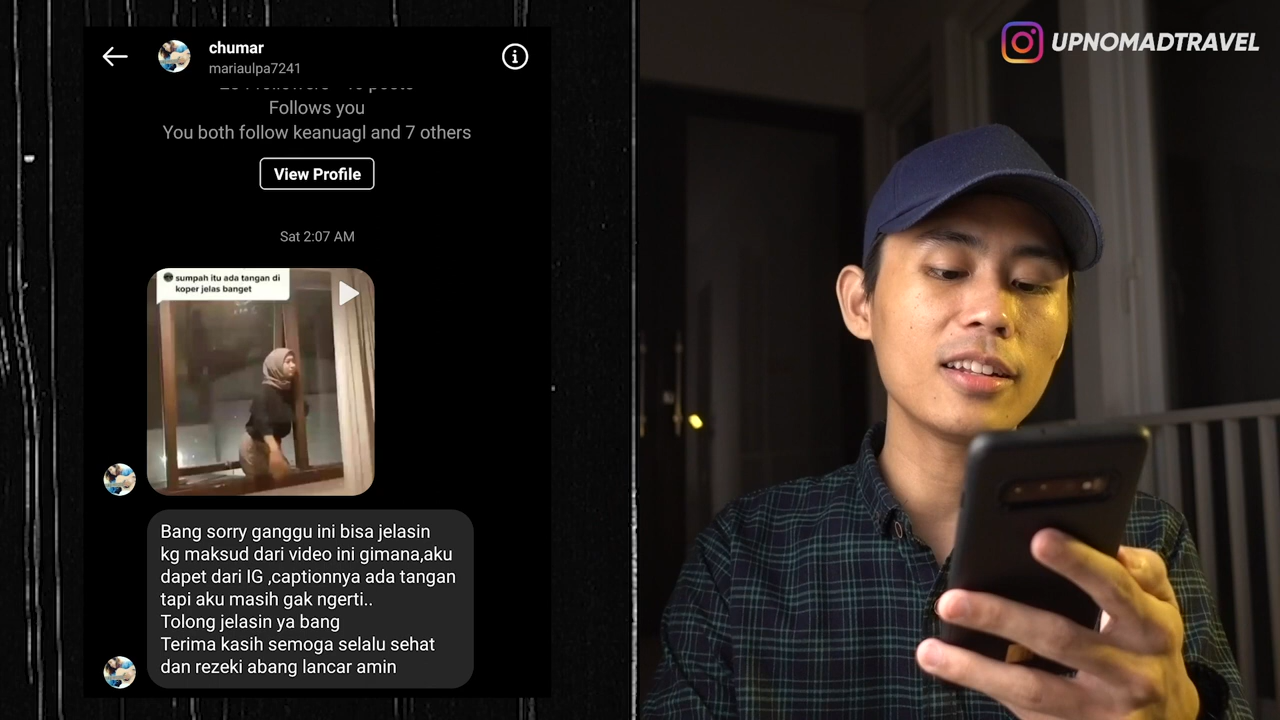 chumar
mariaulpa7241
Follows you
You both follow keanuagl and 7 others
View Profile
Sat 2:07 AM
sumpah itu ada tangan di
koper jelas banget
Bang sorry ganggu ini bisa jelasin
kg maksud dari video ini gimana,aku
dapet dari IG ,captionnya ada tangan
tapi aku masih gak ngerti..
Tolong jelasin ya bang
Terima kasih semoga selalu sehat
dan rezeki abang lancar amin
UPNOMADTRAVEL